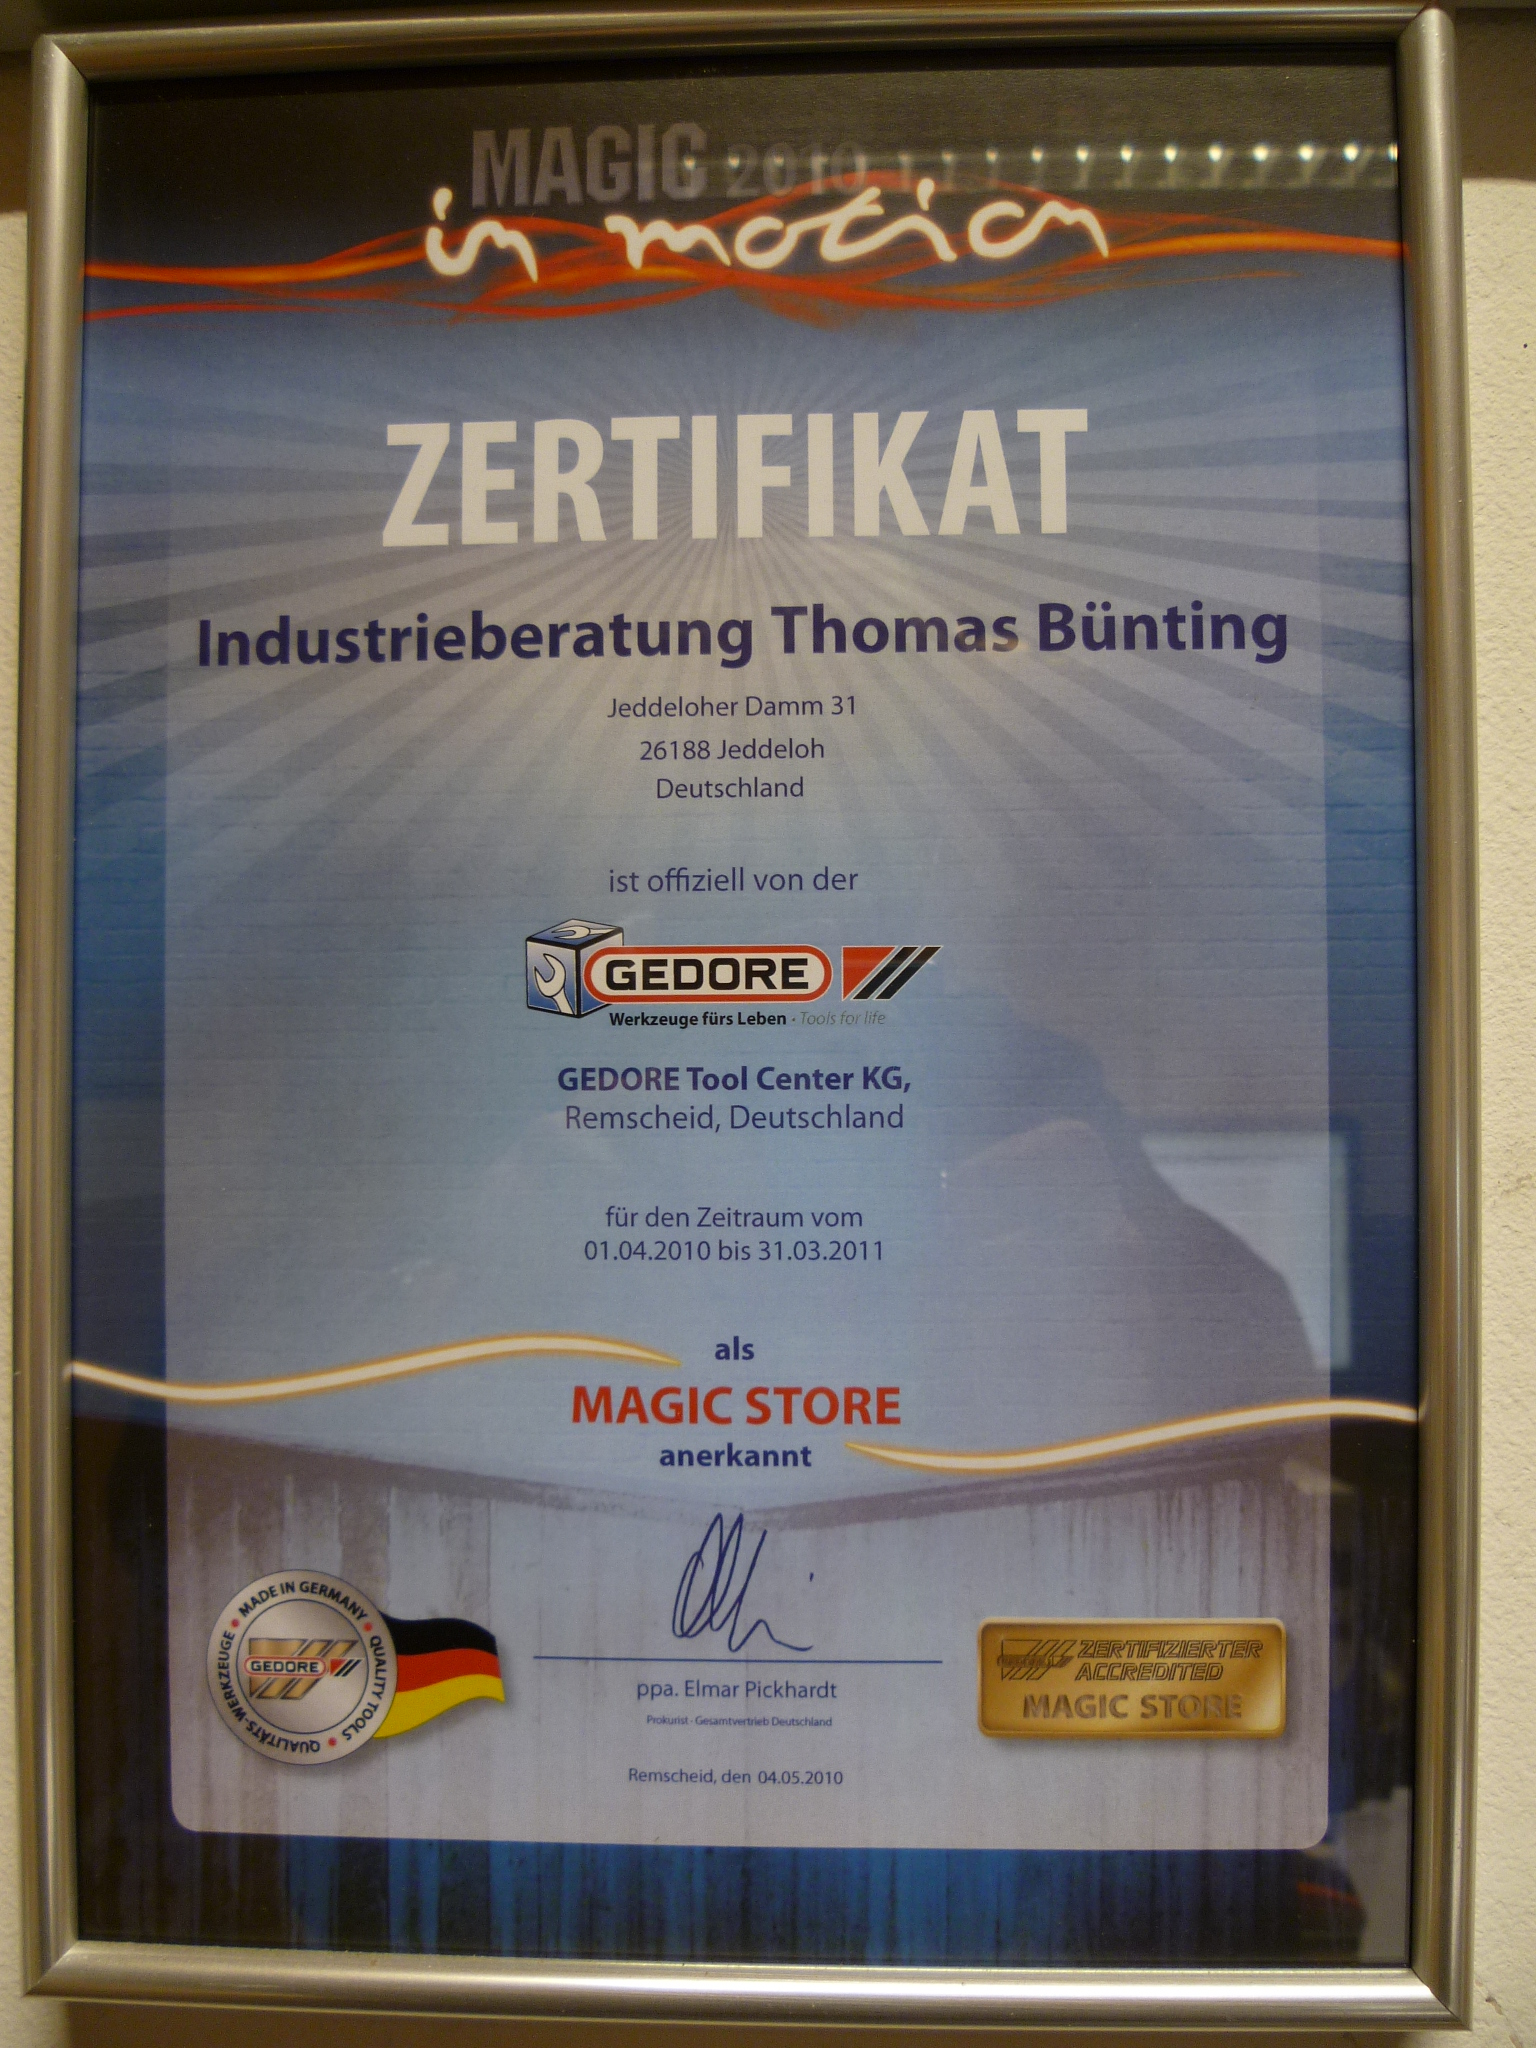 MAGIC 2010
in motion
ZERTIFIKAT
Industrieberatung Thomas Bünting
Jeddeloher Damm 31
26188 Jeddeloh
Deutschland
ist offiziell von der
GEDORE
Werkzeuge fürs Leben · Tools for life
GEDORE Tool Center KG,
Remscheid, Deutschland
für den Zeitraum vom
01.04.2010 bis 31.03.2011
als
MAGIC STORE
anerkannt
MADE IN GERMANY • QUALITY TOOLS • QUALITÄTS-WERKZEUGE •
GEDORE
ppa. Elmar Pickhardt
Prokurist · Gesamtvertrieb Deutschland
Remscheid, den 04.05.2010
ZERTIFIZIERTER
ACCREDITED
MAGIC STORE